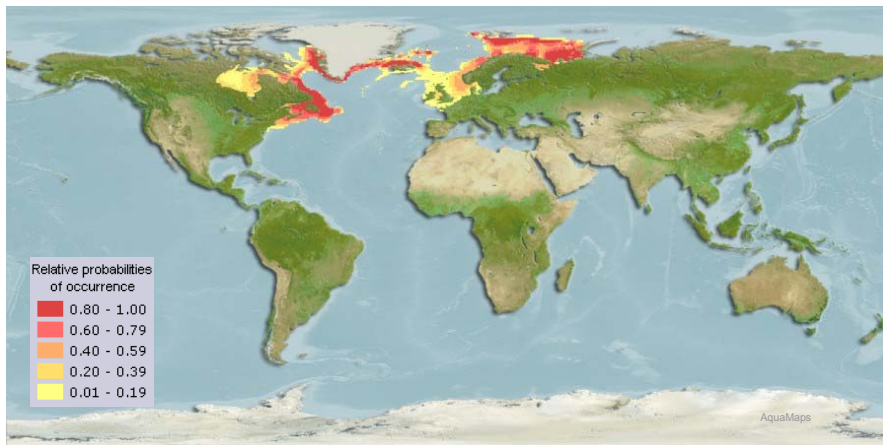 Relative probabilities
of occurrence
0.80 - 1.00
0.60 - 0.79
0.40 - 0.59
0.20 - 0.39
0.01 - 0.19
AquaMaps